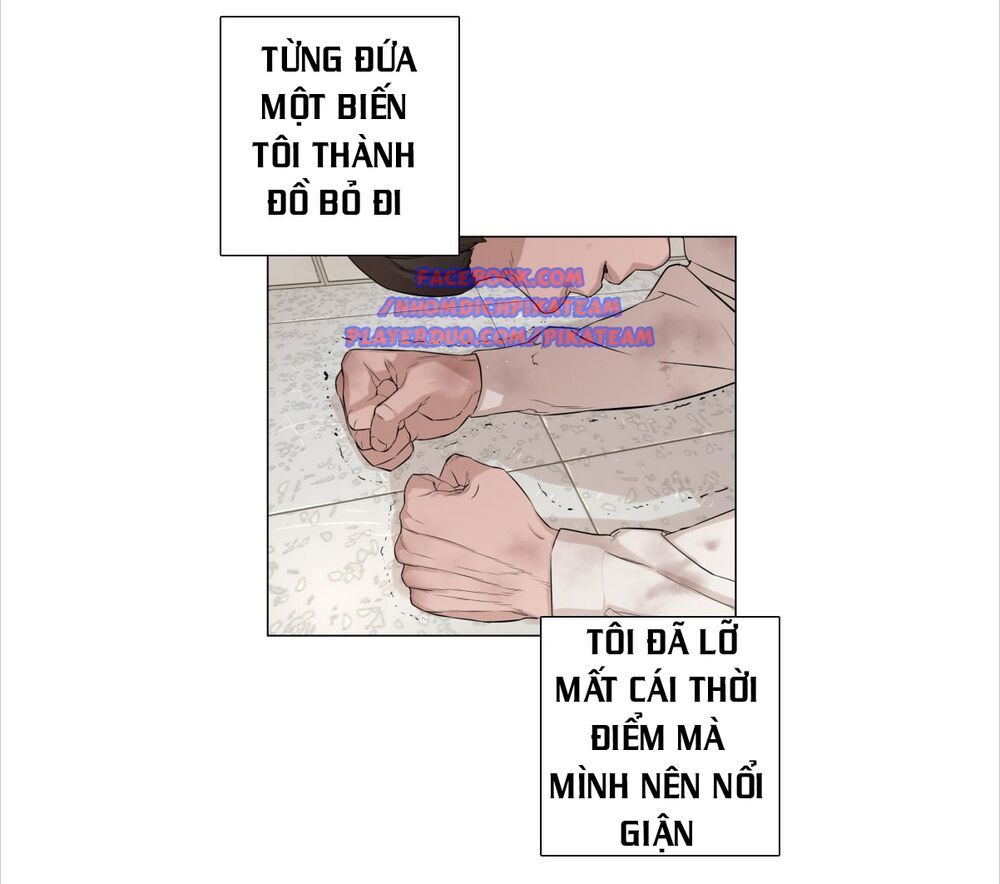 TỪNG ĐỨA
MỘT BIẾN
TÔI THÀNH
ĐỒ BỎ ĐI
FACEBOOK.COM
/NHOMDICHPIKATEAM
PLAYERDUO.COM/PIKATEAM
TÔI ĐÃ LỠ
MẤT CÁI THỜI
ĐIỂM MÀ
MÌNH NÊN NỔI
GIẬN